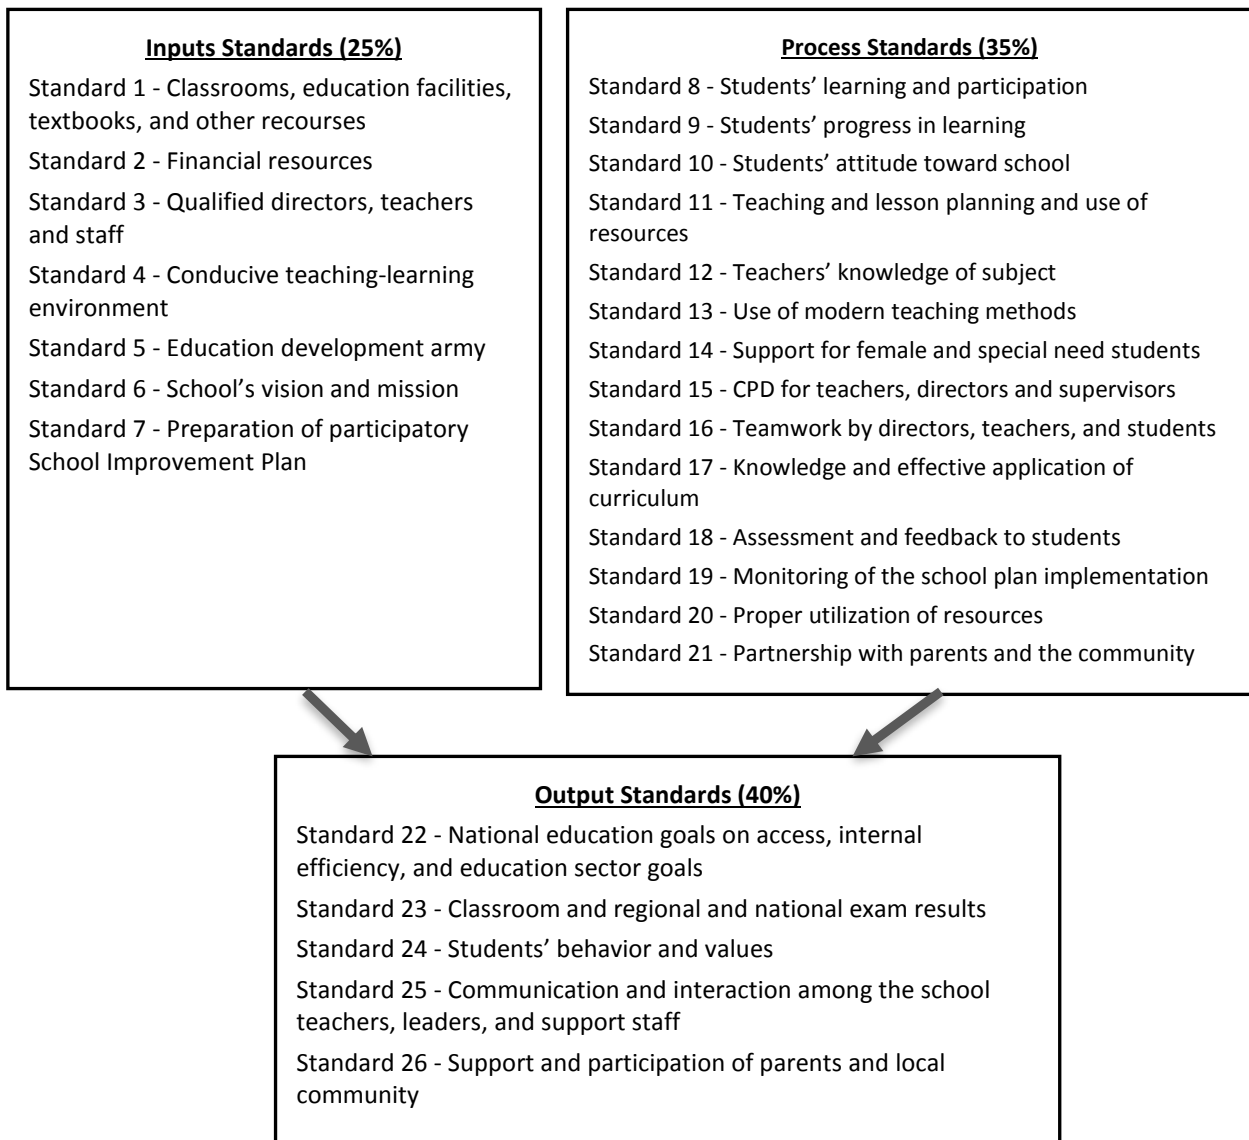 Inputs Standards (25%)
Standard 1 - Classrooms, education facilities,
textbooks, and other recourses
Standard 2 - Financial resources
Standard 3 - Qualified directors, teachers
and staff
Standard 4 - Conducive teaching-learning
environment
Standard 5 - Education development army
Standard 6 - School’s vision and mission
Standard 7 - Preparation of participatory
School Improvement Plan
Process Standards (35%)
Standard 8 - Students’ learning and participation
Standard 9 - Students’ progress in learning
Standard 10 - Students’ attitude toward school
Standard 11 - Teaching and lesson planning and use of
resources
Standard 12 - Teachers’ knowledge of subject
Standard 13 - Use of modern teaching methods
Standard 14 - Support for female and special need students
Standard 15 - CPD for teachers, directors and supervisors
Standard 16 - Teamwork by directors, teachers, and students
Standard 17 - Knowledge and effective application of
curriculum
Standard 18 - Assessment and feedback to students
Standard 19 - Monitoring of the school plan implementation
Standard 20 - Proper utilization of resources
Standard 21 - Partnership with parents and the community
Output Standards (40%)
Standard 22 - National education goals on access, internal
efficiency, and education sector goals
Standard 23 - Classroom and regional and national exam results
Standard 24 - Students’ behavior and values
Standard 25 - Communication and interaction among the school
teachers, leaders, and support staff
Standard 26 - Support and participation of parents and local
community